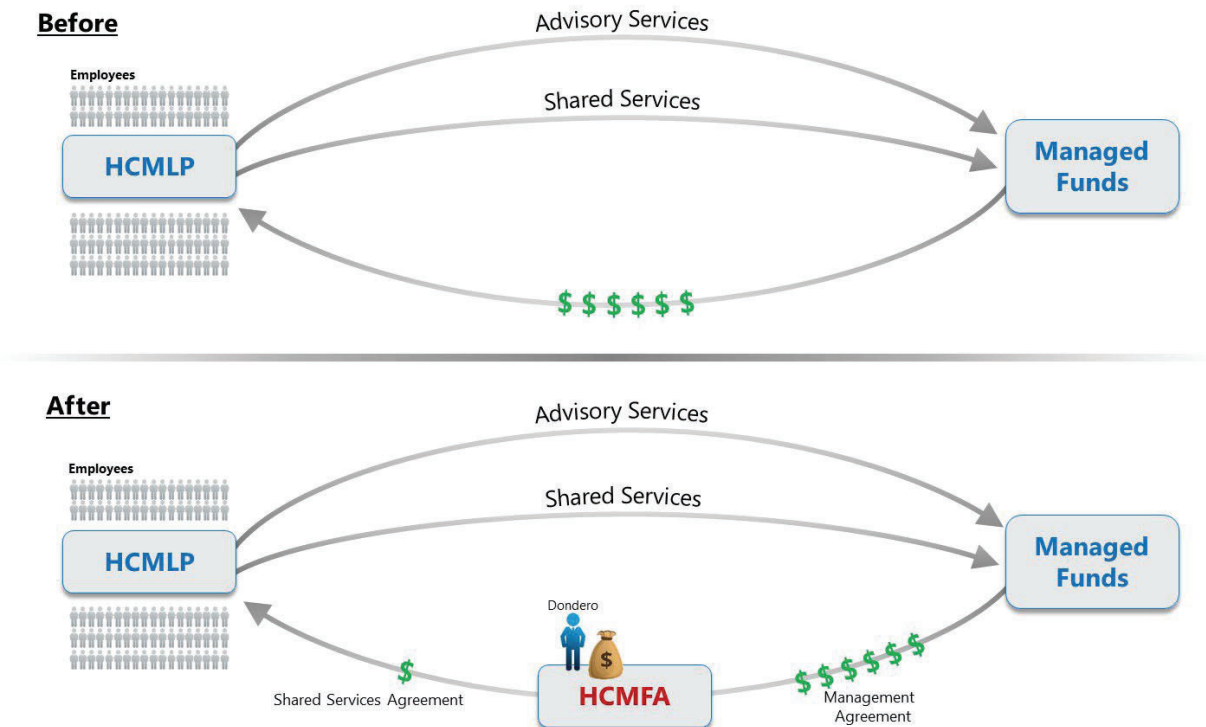 Before
Advisory Services
Employees
Shared Services
HCMLP
Managed
Funds
$ $ $ $ $ $
After
Advisory Services
Employees
Shared Services
HCMLP
Managed
Funds
Dondero
$
$
HCMFA
$ $ $ $ $ $
Shared Services Agreement
Management
Agreement